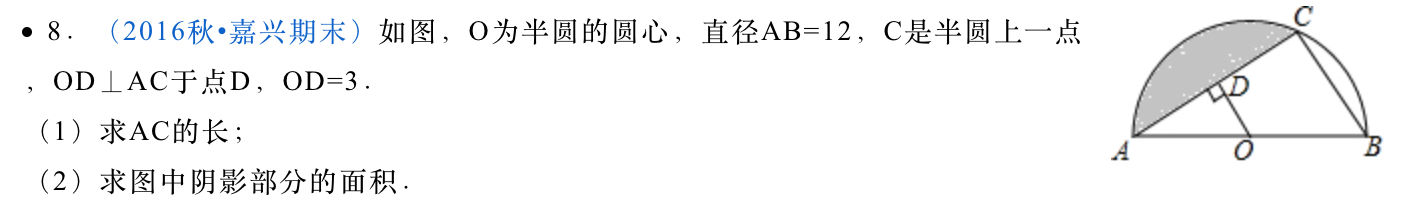 • 8. （2016秋•嘉兴期末）如图，O为半圆的圆心，直径AB=12，C是半圆上一点
，OD⊥AC于点D，OD=3.
（1）求AC的长；
（2）求图中阴影部分的面积.
C
D
A
O
B